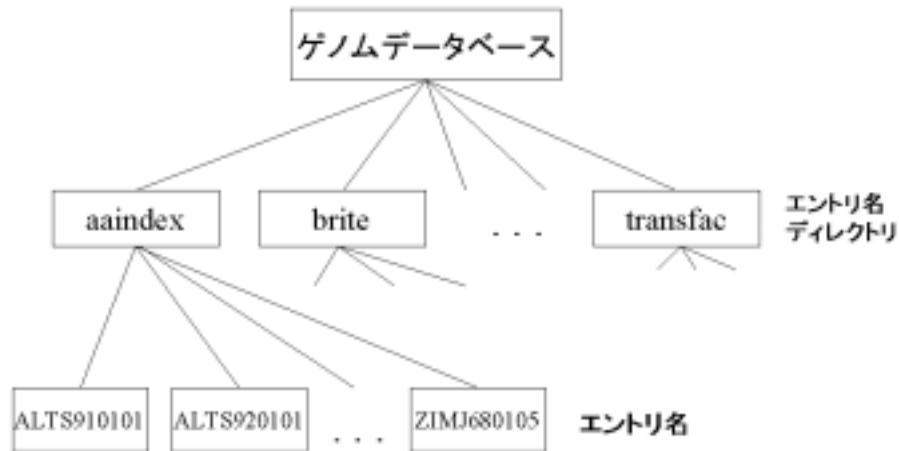 ゲノムデータベース
aaindex
brite
. . .
transfac
エントリ名
ディレクトリ
ALTS910101
ALTS920101
. . .
ZIMJ680105
エントリ名